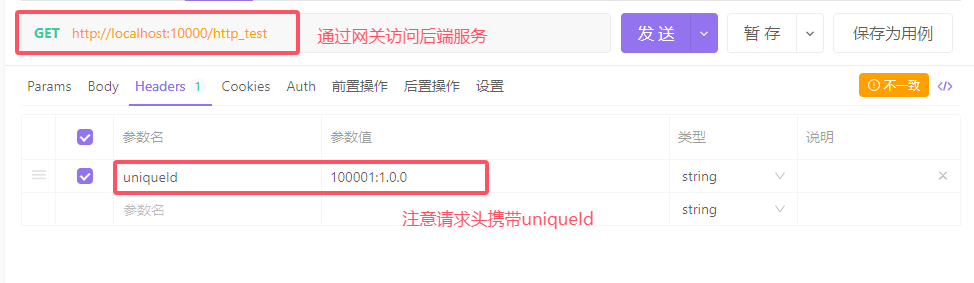 GET http://localhost:10000/http_test
通过网关访问后端服务
发 送
暂 存
保存为用例
Params Body Headers 1 Cookies Auth 前置操作 后置操作 设置
不一致 </>
参数名 参数值 类型 说明
uniqueId 100001:1.0.0 string
参数名 string
注意请求头携带uniqueId